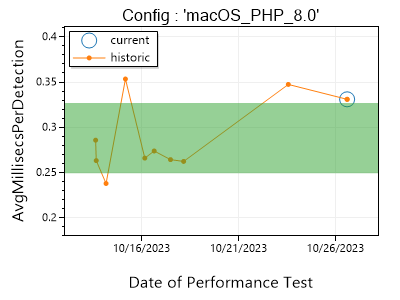 Config : 'macOS_PHP_8.0'
current
historic
AvgMillisecsPerDetection
0.4
0.35
0.3
0.25
0.2
10/16/2023
10/21/2023
10/26/2023
Date of Performance Test